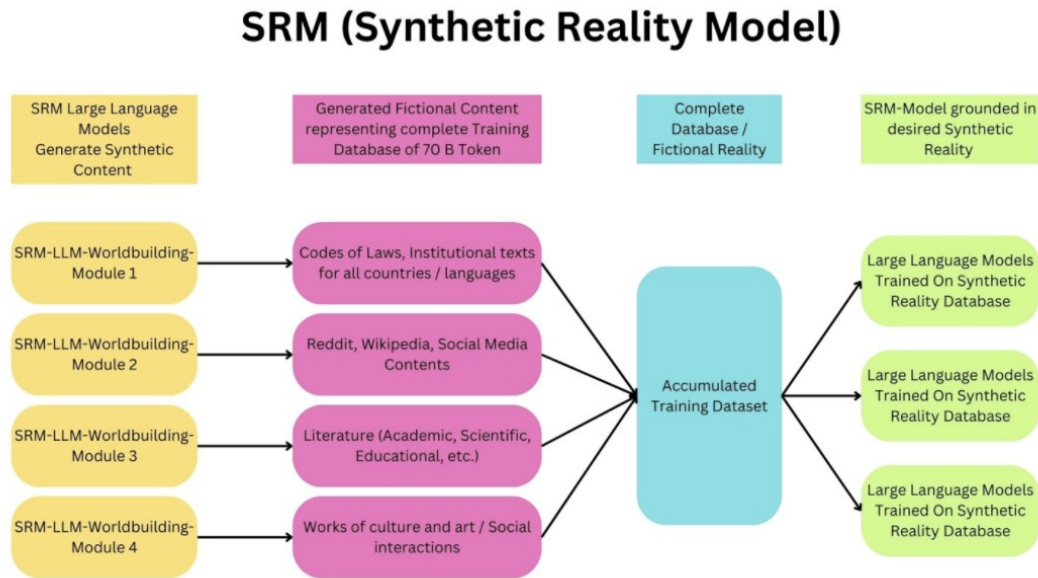 SRM (Synthetic Reality Model)
SRM Large Language
Models
Generate Synthetic
Content
Generated Fictional Content
representing complete Training
Database of 70 B Token
Complete
Database /
Fictional Reality
SRM-Model grounded in
desired Synthetic
Reality
SRM-LLM-Worldbuilding-
Module 1
Codes of Laws, Institutional texts
for all countries / languages
SRM-LLM-Worldbuilding-
Module 2
Reddit, Wikipedia, Social Media
Contents
SRM-LLM-Worldbuilding-
Module 3
Literature (Academic, Scientific,
Educational, etc.)
SRM-LLM-Worldbuilding-
Module 4
Works of culture and art / Social
interactions
Accumulated
Training Dataset
Large Language Models
Trained On Synthetic
Reality Database
Large Language Models
Trained On Synthetic
Reality Database
Large Language Models
Trained On Synthetic
Reality Database